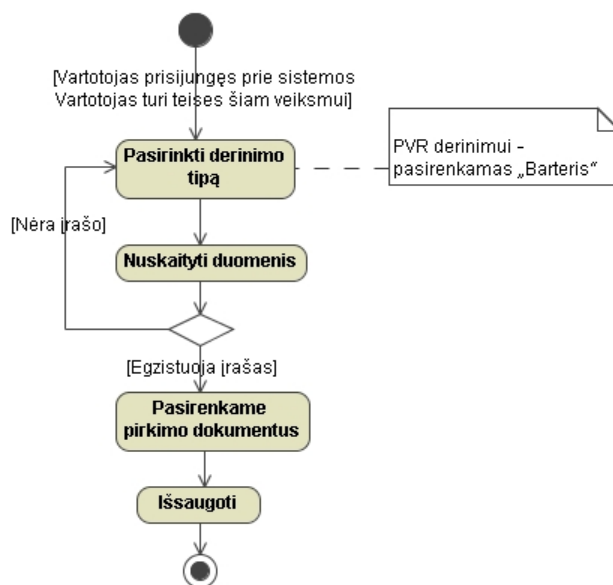 [Vartotojas prisijungęs prie sistemos
Vartotojas turi teises šiam veiksmui]
Pasirinkti derinimo
tipą
PVR derinimui –
pasirenkamas „Barteris“
[Nėra įrašo]
Nuskaityti duomenis
[Egzistuoja įrašas]
Pasirenkame
pirkimo dokumentus
Išsaugoti